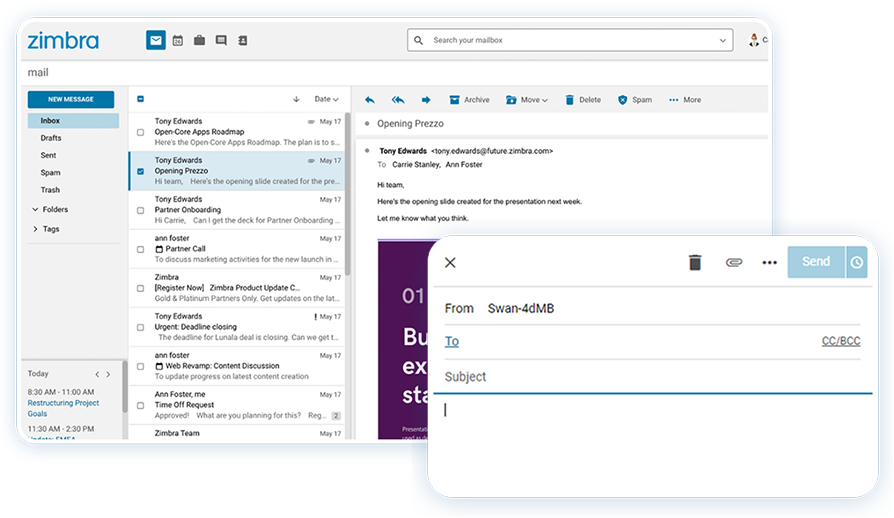 zimbra
24
Search your mailbox
C
mail
NEW MESSAGE
Inbox
Drafts
Sent
Spam
Trash
Folders
Tags
Today
8:30 AM - 11:00 AM
Restructuring Project
Goals
11:30 AM - 2:30 PM
Update: EMEA
Date
Tony Edwards May 17
Open-Core Apps Roadmap
Here's the Open-Core Apps Roadmap. The plan is to s...
Tony Edwards May 17
Opening Prezzo
Hi team, Here's the opening slide created for the pre...
Tony Edwards May 17
Partner Onboarding
Hi Carrie, Can I get the deck for Partner Onboarding ...
ann foster May 17
Partner Call
To discuss marketing activities for the new launch in ...
Zimbra May 17
[Register Now] Zimbra Product Update C...
Gold & Platinum Partners Only. Get updates on the lat...
Tony Edwards ! May 17
Urgent: Deadline closing
The deadline for Lunala deal is closing. Can we get t...
ann foster May 17
Web Revamp: Content Discussion
To update progress on latest content creation
Ann Foster, me May 17
Time Off Request
Approved! What are you planning for this? Reg... 2
Zimbra Team May 17
Archive Move Delete Spam More
Opening Prezzo
Tony Edwards <tony.edwards@future.zimbra.com>
To Carrie Stanley, Ann Foster
Hi team,
Here's the opening slide created for the presentation next week.
Let me know what you think.
01
Bu
ex
sta
Presentatio
used as de
Send
From Swan-4dMB
To CC/BCC
Subject